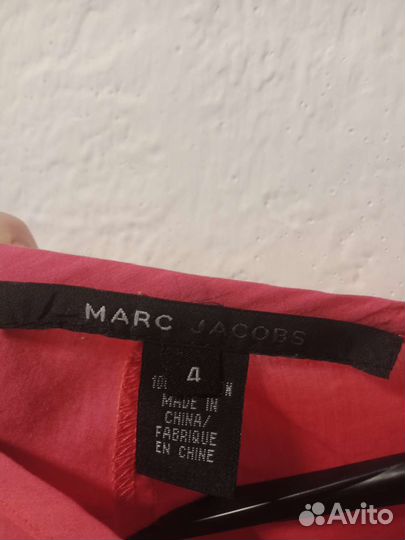 MARC JACOBS
4
MADE IN
CHINA/
FABRIQUE
EN CHINE
Avito